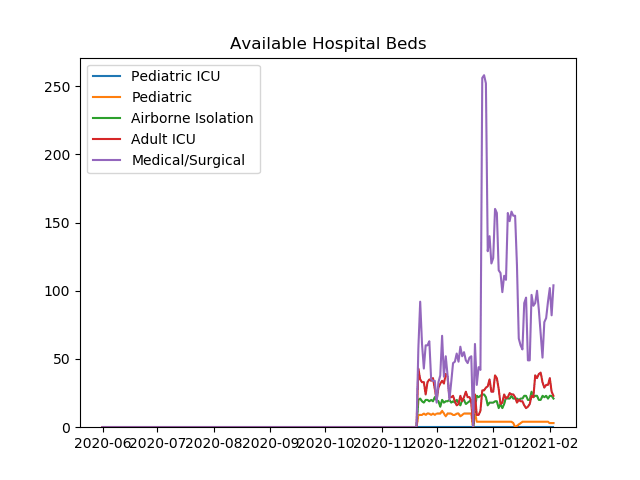 Available Hospital Beds
Pediatric ICU
Pediatric
Airborne Isolation
Adult ICU
Medical/Surgical
250
200
150
100
50
0
2020-06 2020-07 2020-08 2020-09 2020-10 2020-11 2020-12 2021-01 2021-02